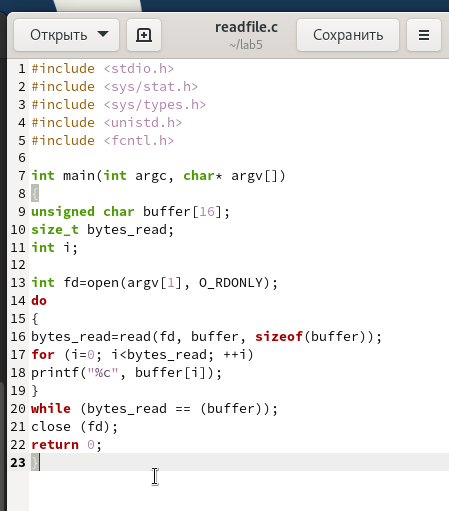 Открыть
readfile.c
~/lab5
Сохранить
1 #include <stdio.h>
2 #include <sys/stat.h>
3 #include <sys/types.h>
4 #include <unistd.h>
5 #include <fcntl.h>
6
7 int main(int argc, char* argv[])
8 {
9 unsigned char buffer[16];
10 size_t bytes_read;
11 int i;
12
13 int fd=open(argv[1], O_RDONLY);
14 do
15 {
16 bytes_read=read(fd, buffer, sizeof(buffer));
17 for (i=0; i<bytes_read; ++i)
18 printf("%c", buffer[i]);
19 }
20 while (bytes_read == (buffer));
21 close (fd);
22 return 0;
23 }